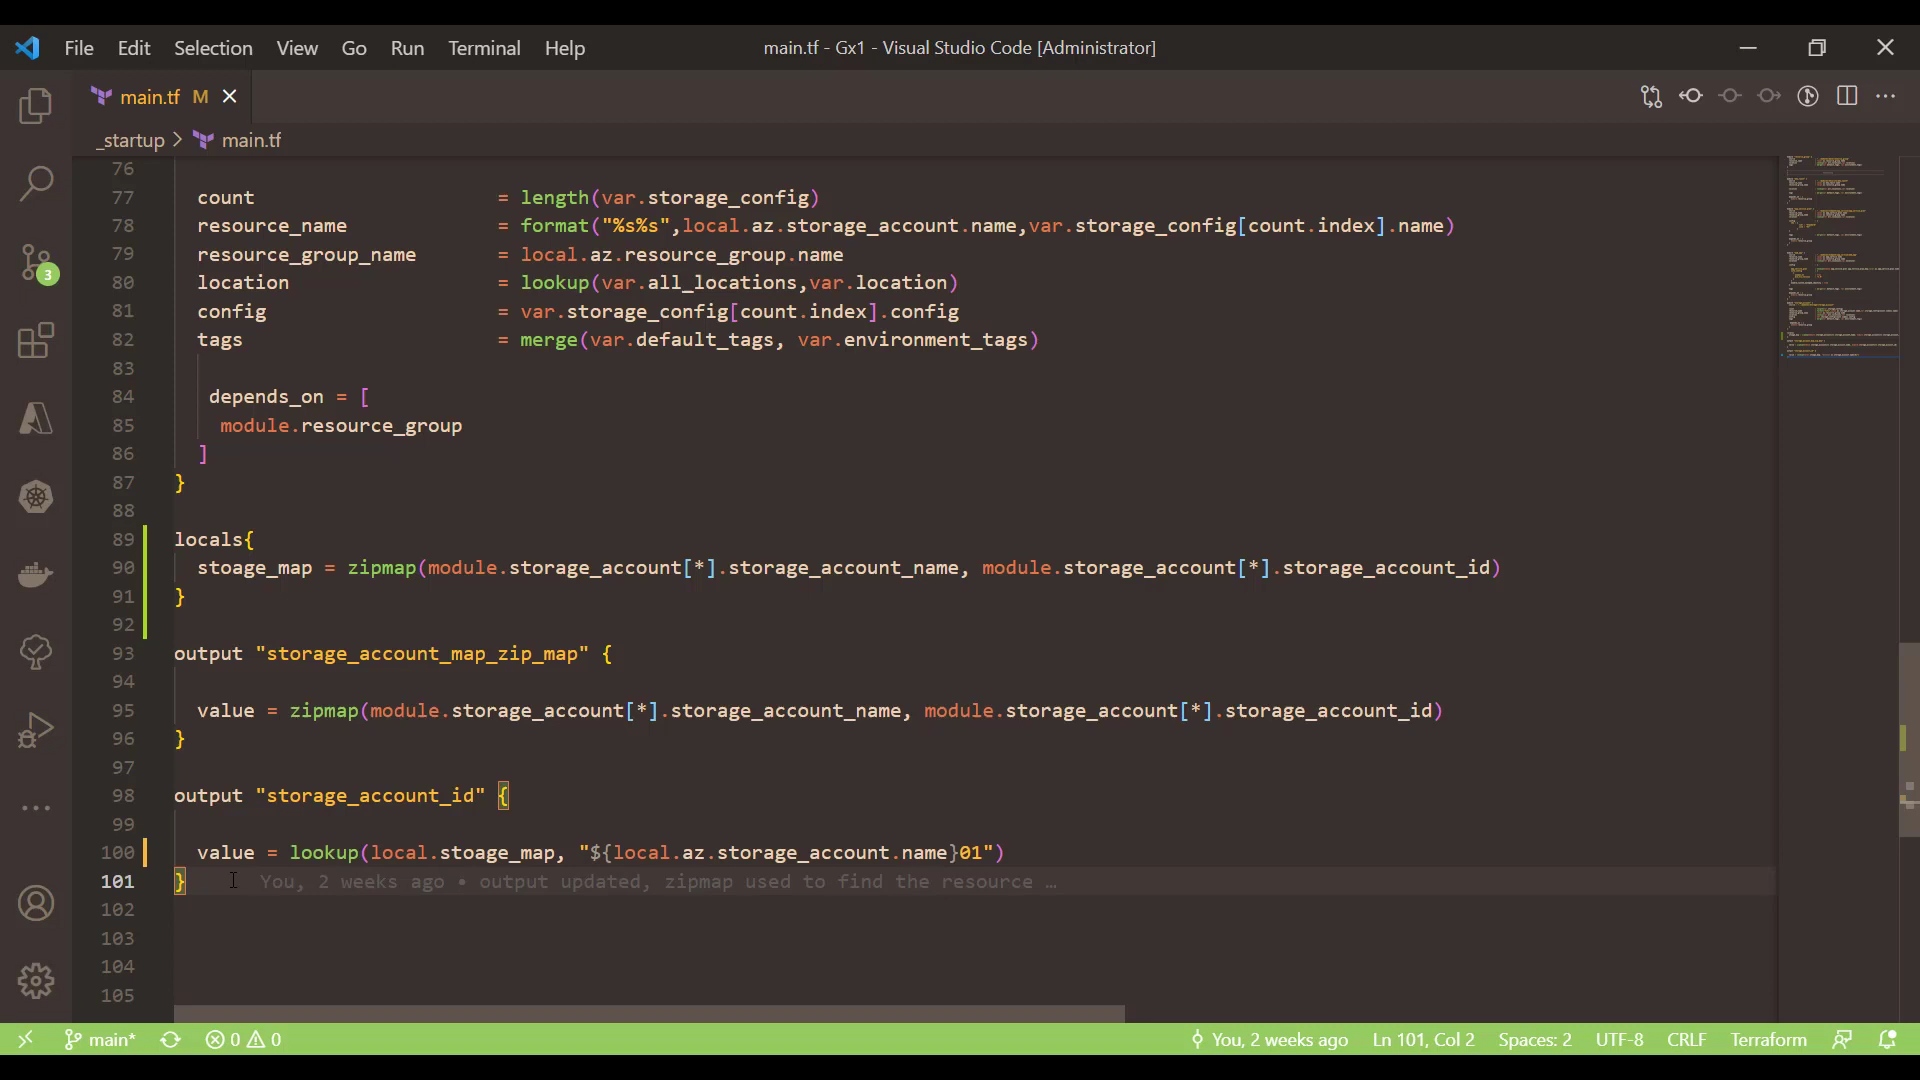 File Edit Selection View Go Run Terminal Help main.tf - Gx1 - Visual Studio Code [Administrator]
main.tf M
_startup > main.tf
76
77 count = length(var.storage_config)
78 resource_name = format("%s%s",local.az.storage_account.name,var.storage_config[count.index].name)
79 resource_group_name = local.az.resource_group.name
80 location = lookup(var.all_locations,var.location)
81 config = var.storage_config[count.index].config
82 tags = merge(var.default_tags, var.environment_tags)
83
84 depends_on = [
85 module.resource_group
86 ]
87 }
88
89 locals{
90 stoage_map = zipmap(module.storage_account[*].storage_account_name, module.storage_account[*].storage_account_id)
91 }
92
93 output "storage_account_map_zip_map" {
94
95 value = zipmap(module.storage_account[*].storage_account_name, module.storage_account[*].storage_account_id)
96 }
97
98 output "storage_account_id" {
99
100 value = lookup(local.stoage_map, "${local.az.storage_account.name}01")
101 } You, 2 weeks ago • output updated, zipmap used to find the resource …
102
103
104
105
3
main* 0 0 You, 2 weeks ago Ln 101, Col 2 Spaces: 2 UTF-8 CRLF Terraform